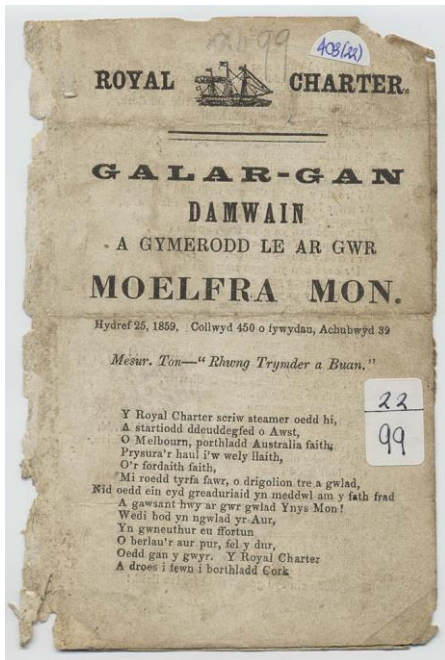 99
408(22)
ROYAL CHARTER.
GALAR-GAN
DAMWAIN
A GYMERODD LE AR GWR
MOELFRA MON.
Hydref 25, 1859, Collwyd 450 o fywydau, Achubwyd 39
Mesur. Ton—"Rhwng Trymder a Buan."
22
99
Y Royal Charter scriw steamer oedd hi,
A startiodd ddeuddegfed o Awst,
O Melbourn, porthladd Australia faith,
Prysura'r haul i'w wely llaith,
O'r fordaith faith,
Mi roedd tyrfa fawr, o drigolion tre a gwlad,
Nid oedd ein cyd greaduriaid yn meddwl am y fath frad
A gawsant hwy ar gwr gwlad Ynys Mon!
Wedi bod yn ngwlad yr Aur,
Yn gwneuthur eu ffortun
O berlau'r aur pur, fel y dur,
Oedd gan y gwyr. Y Royal Charter
A droes i fewn i borthladd Cork